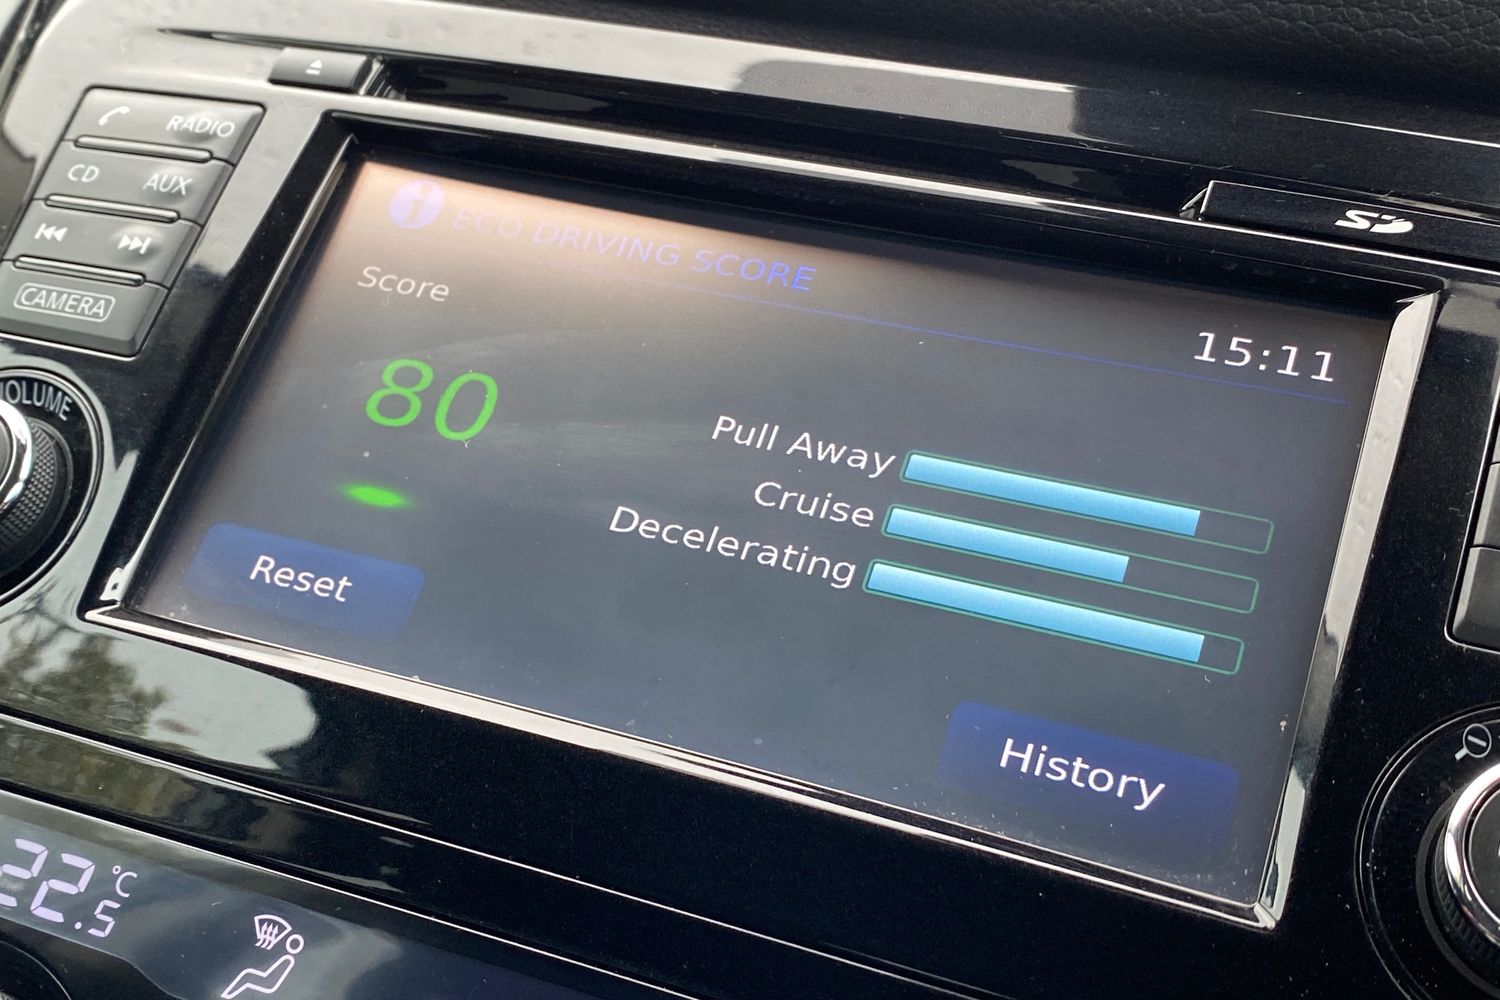 RADIO
CD AUX
CAMERA
VOLUME
SD
ECO DRIVING SCORE
Score
15:11
80
Pull Away
Cruise
Decelerating
Reset
History
22.5 °C